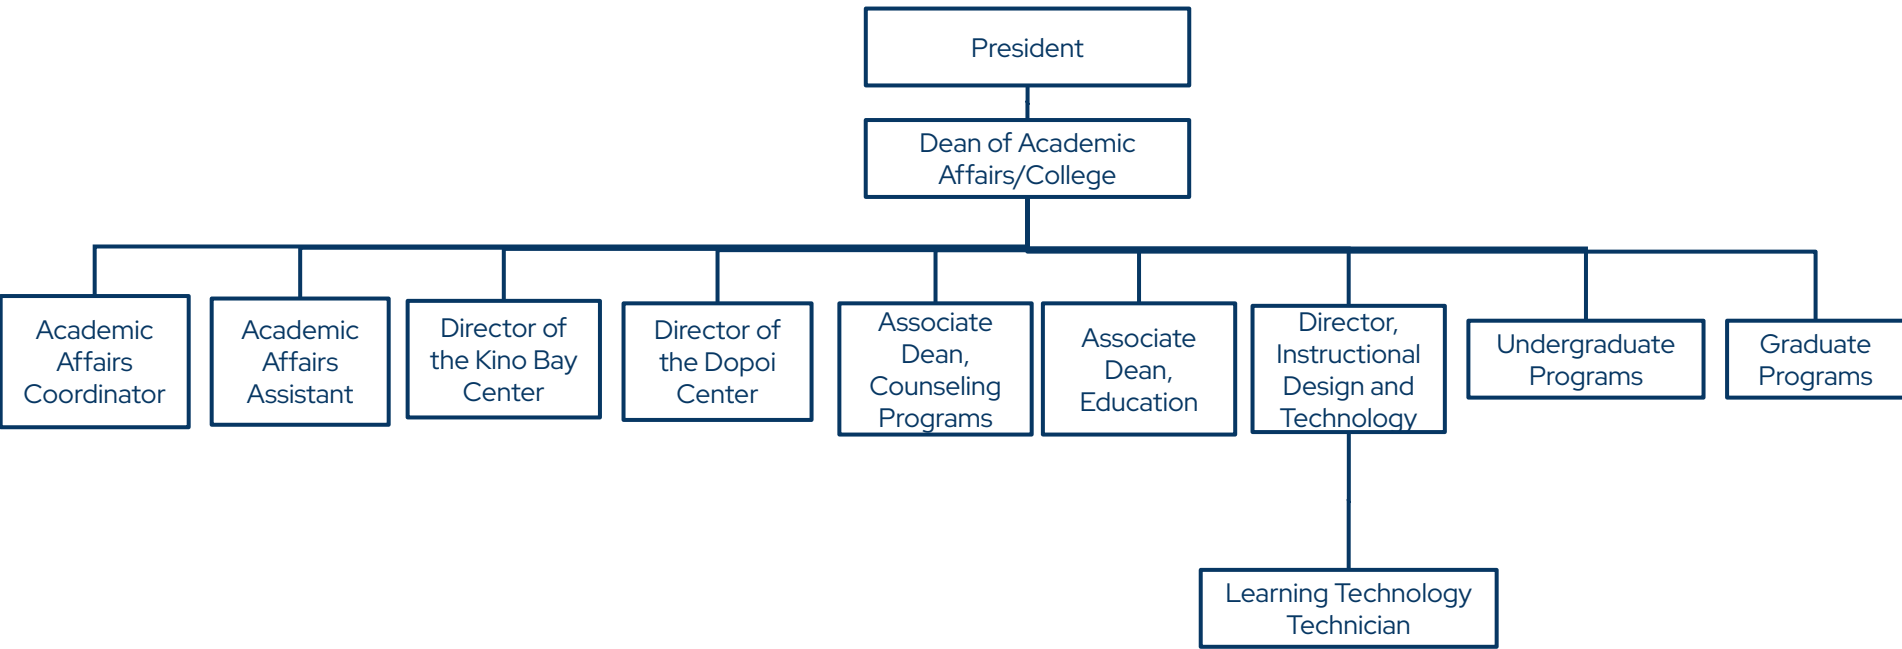 President
Dean of Academic
Affairs/College
Academic
Affairs
Coordinator
Academic
Affairs
Assistant
Director of
the Kino Bay
Center
Director of
the Dopoi
Center
Associate
Dean,
Counseling
Programs
Associate
Dean,
Education
Director,
Instructional
Design and
Technology
Undergraduate
Programs
Graduate
Programs
Learning Technology
Technician